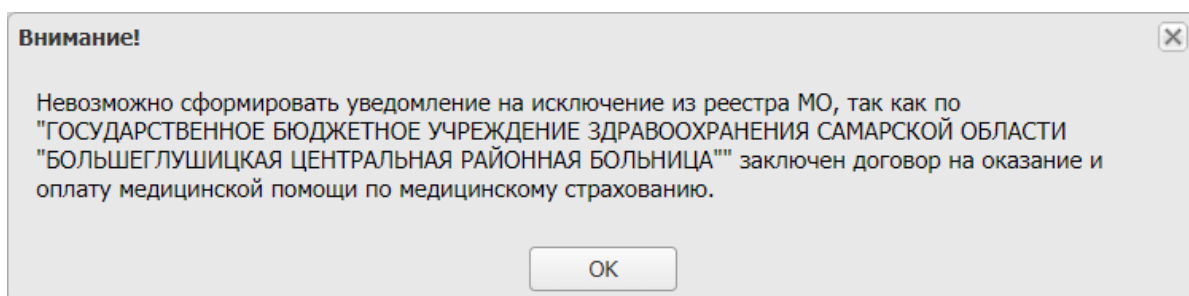 Внимание!
Невозможно сформировать уведомление на исключение из реестра МО, так как по
"ГОСУДАРСТВЕННОЕ БЮДЖЕТНОЕ УЧРЕЖДЕНИЕ ЗДРАВООХРАНЕНИЯ САМАРСКОЙ ОБЛАСТИ
"БОЛЬШЕГЛУШИЦКАЯ ЦЕНТРАЛЬНАЯ РАЙОННАЯ БОЛЬНИЦА"" заключен договор на оказание и
оплату медицинской помощи по медицинскому страхованию.
ОК